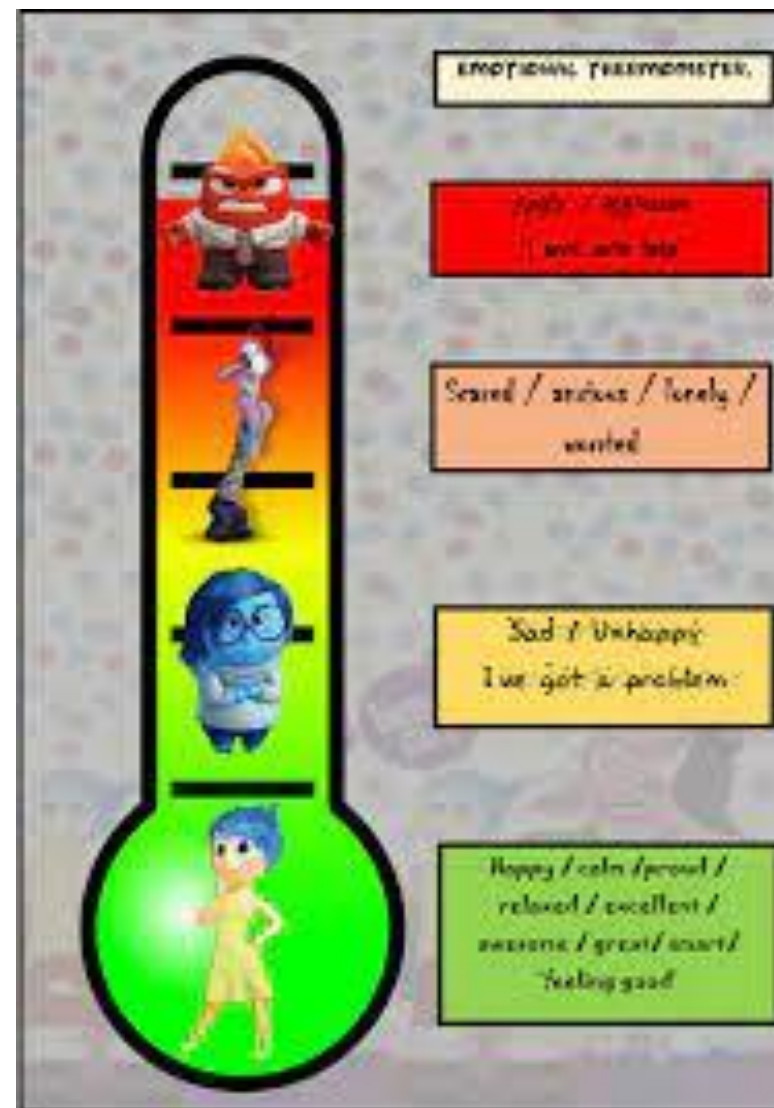 EMOTIONAL THERMOMETER
Scared / anxious / lonely /
Sad / Unhappy
I've got a problem
Happy / calm / proud /
relaxed / excellent /
awesome / great / smart /
feeling good